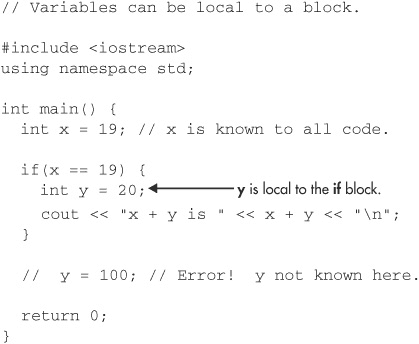 // Variables can be local to a block.
#include <iostream>
using namespace std;
int main() {
int x = 19; // x is known to all code.
if(x == 19) {
int y = 20; y is local to the if block.
cout << "x + y is " << x + y << "\n";
}
// y = 100; // Error! y not known here.
return 0;
}